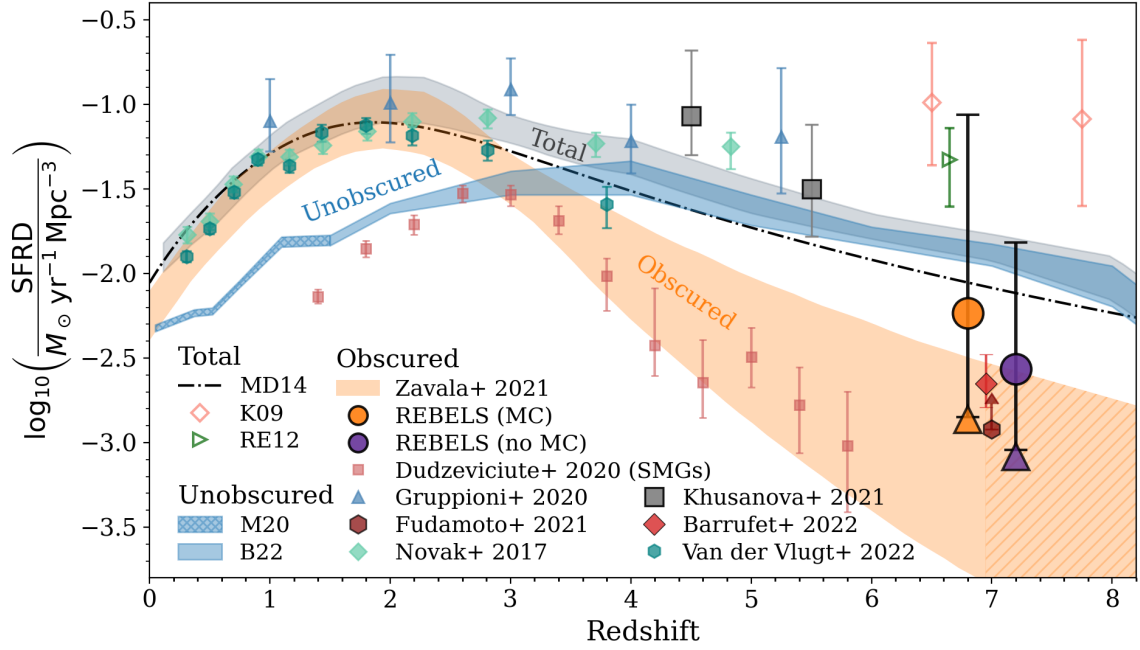 −0.5
−1.0
−1.5
−2.0
−2.5
−3.0
−3.5
log₁₀(SFRD / M⊙ yr⁻¹ Mpc⁻³)
Total
Unobscured
Obscured
Total
MD14
K09
RE12
Unobscured
M20
B22
Obscured
Zavala+ 2021
REBELS (MC)
REBELS (no MC)
Dudzeviciute+ 2020 (SMGs)
Gruppioni+ 2020
Fudamoto+ 2021
Novak+ 2017
Khusanova+ 2021
Barrufet+ 2022
Van der Vlugt+ 2022
0 1 2 3 4 5 6 7 8
Redshift